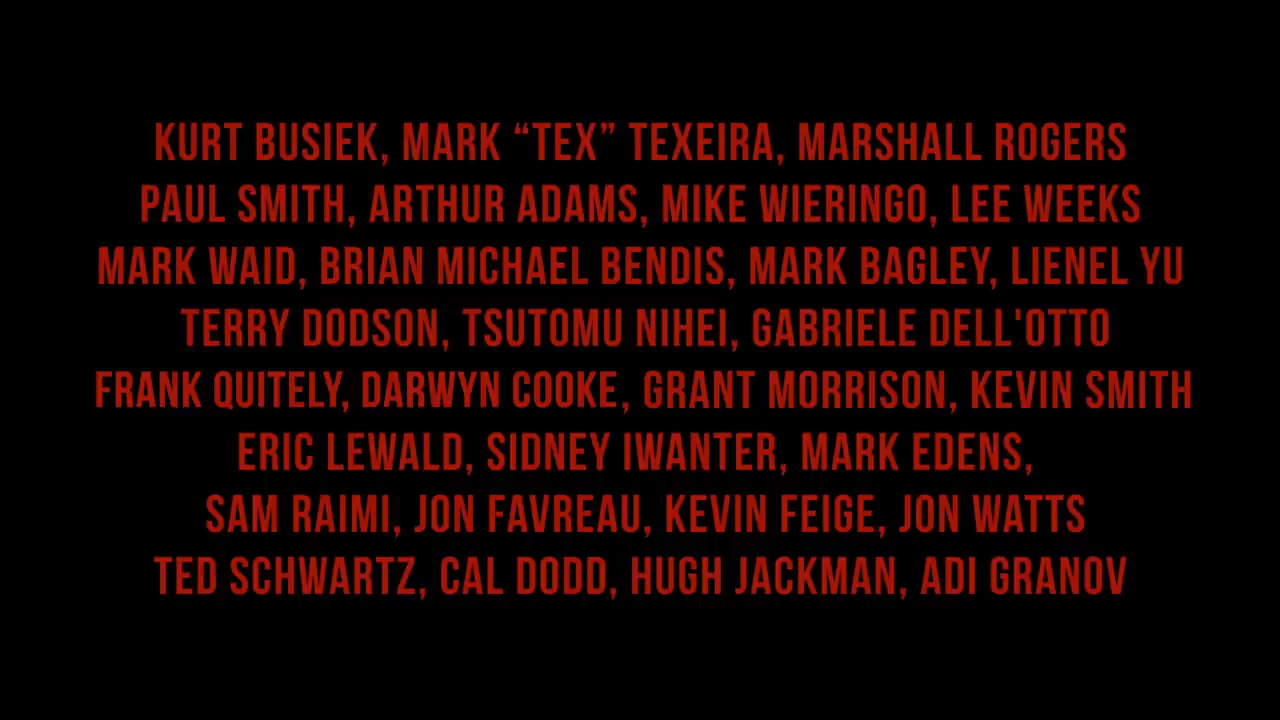 KURT BUSIEK, MARK “TEX” TEXEIRA, MARSHALL ROGERS
PAUL SMITH, ARTHUR ADAMS, MIKE WIERINGO, LEE WEEKS
MARK WAID, BRIAN MICHAEL BENDIS, MARK BAGLEY, LIENEL YU
TERRY DODSON, TSUTOMU NIHEI, GABRIELE DELL'OTTO
FRANK QUITELY, DARWYN COOKE, GRANT MORRISON, KEVIN SMITH
ERIC LEWALD, SIDNEY IWANTER, MARK EDENS,
SAM RAIMI, JON FAVREAU, KEVIN FEIGE, JON WATTS
TED SCHWARTZ, CAL DODD, HUGH JACKMAN, ADI GRANOV